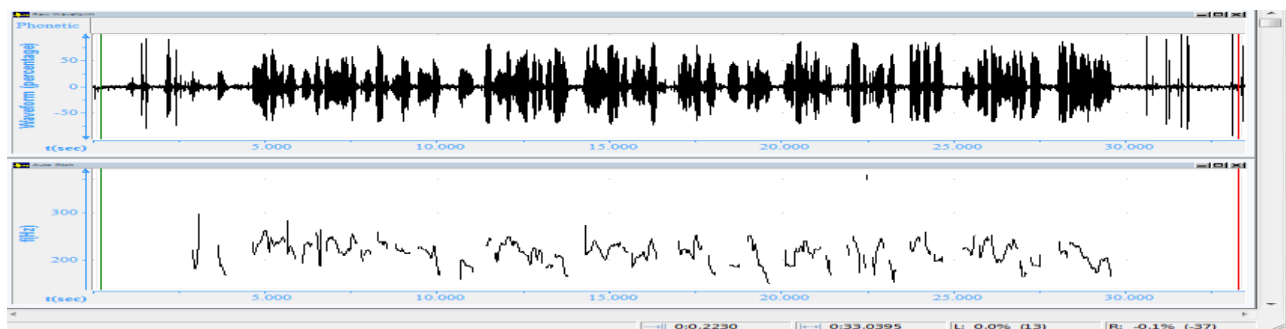 Raw Waveform
Phonetic
Waveform (percentage)
50
0
-50
t(sec) 5.000 10.000 15.000 20.000 25.000 30.000
f(Hz)
300
200
t(sec) 5.000 10.000 15.000 20.000 25.000 30.000
0:0.2230 0:33.0395 L: 0.0% (13) R: -0.1% (-37)